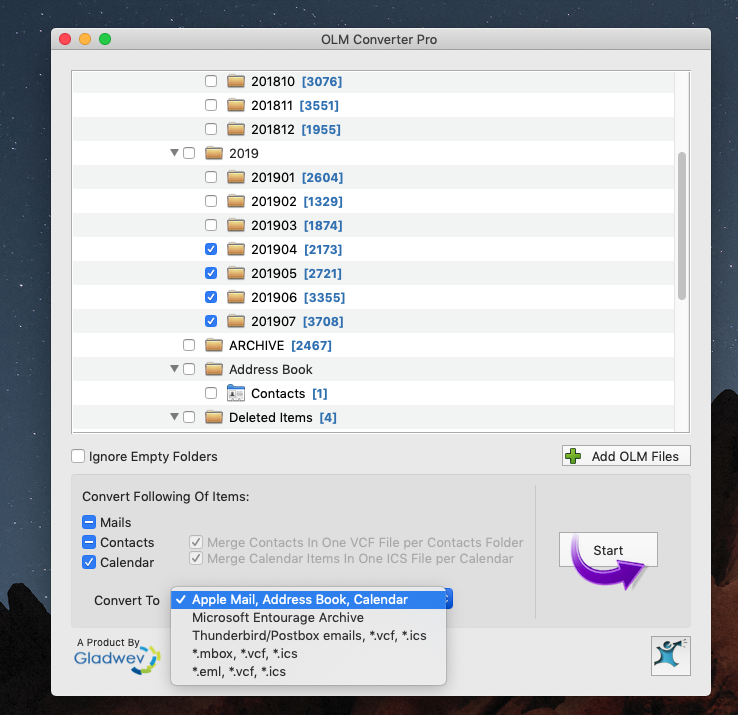 OLM Converter Pro
201810 [3076]
201811 [3551]
201812 [1955]
2019
201901 [2604]
201902 [1329]
201903 [1874]
201904 [2173]
201905 [2721]
201906 [3355]
201907 [3708]
ARCHIVE [2467]
Address Book
Contacts [1]
Deleted Items [4]
Ignore Empty Folders
Add OLM Files
Convert Following Of Items:
Mails
Contacts
Merge Contacts In One VCF File per Contacts Folder
Calendar
Merge Calendar Items In One ICS File per Calendar
Start
Convert To
Apple Mail, Address Book, Calendar
Microsoft Entourage Archive
Thunderbird/Postbox emails, *.vcf, *.ics
*.mbox, *.vcf, *.ics
*.eml, *.vcf, *.ics
A Product By
Gladwev